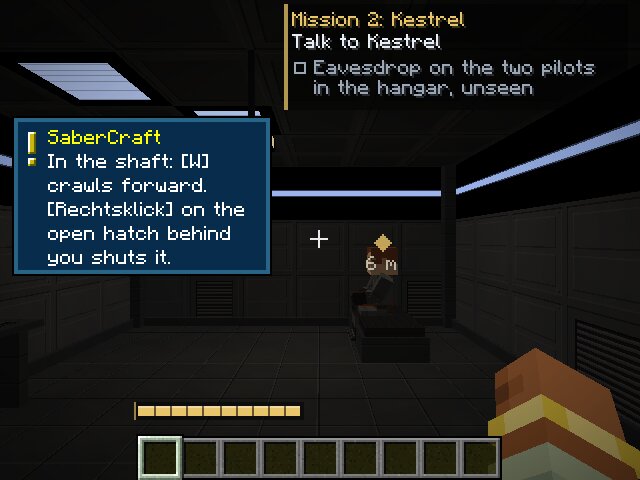 Mission 2: Kestrel
Talk to Kestrel
Eavesdrop on the two pilots
in the hangar, unseen
SaberCraft
In the shaft: [W]
crawls forward.
[Rechtsklick] on the
open hatch behind
you shuts it.
6 m